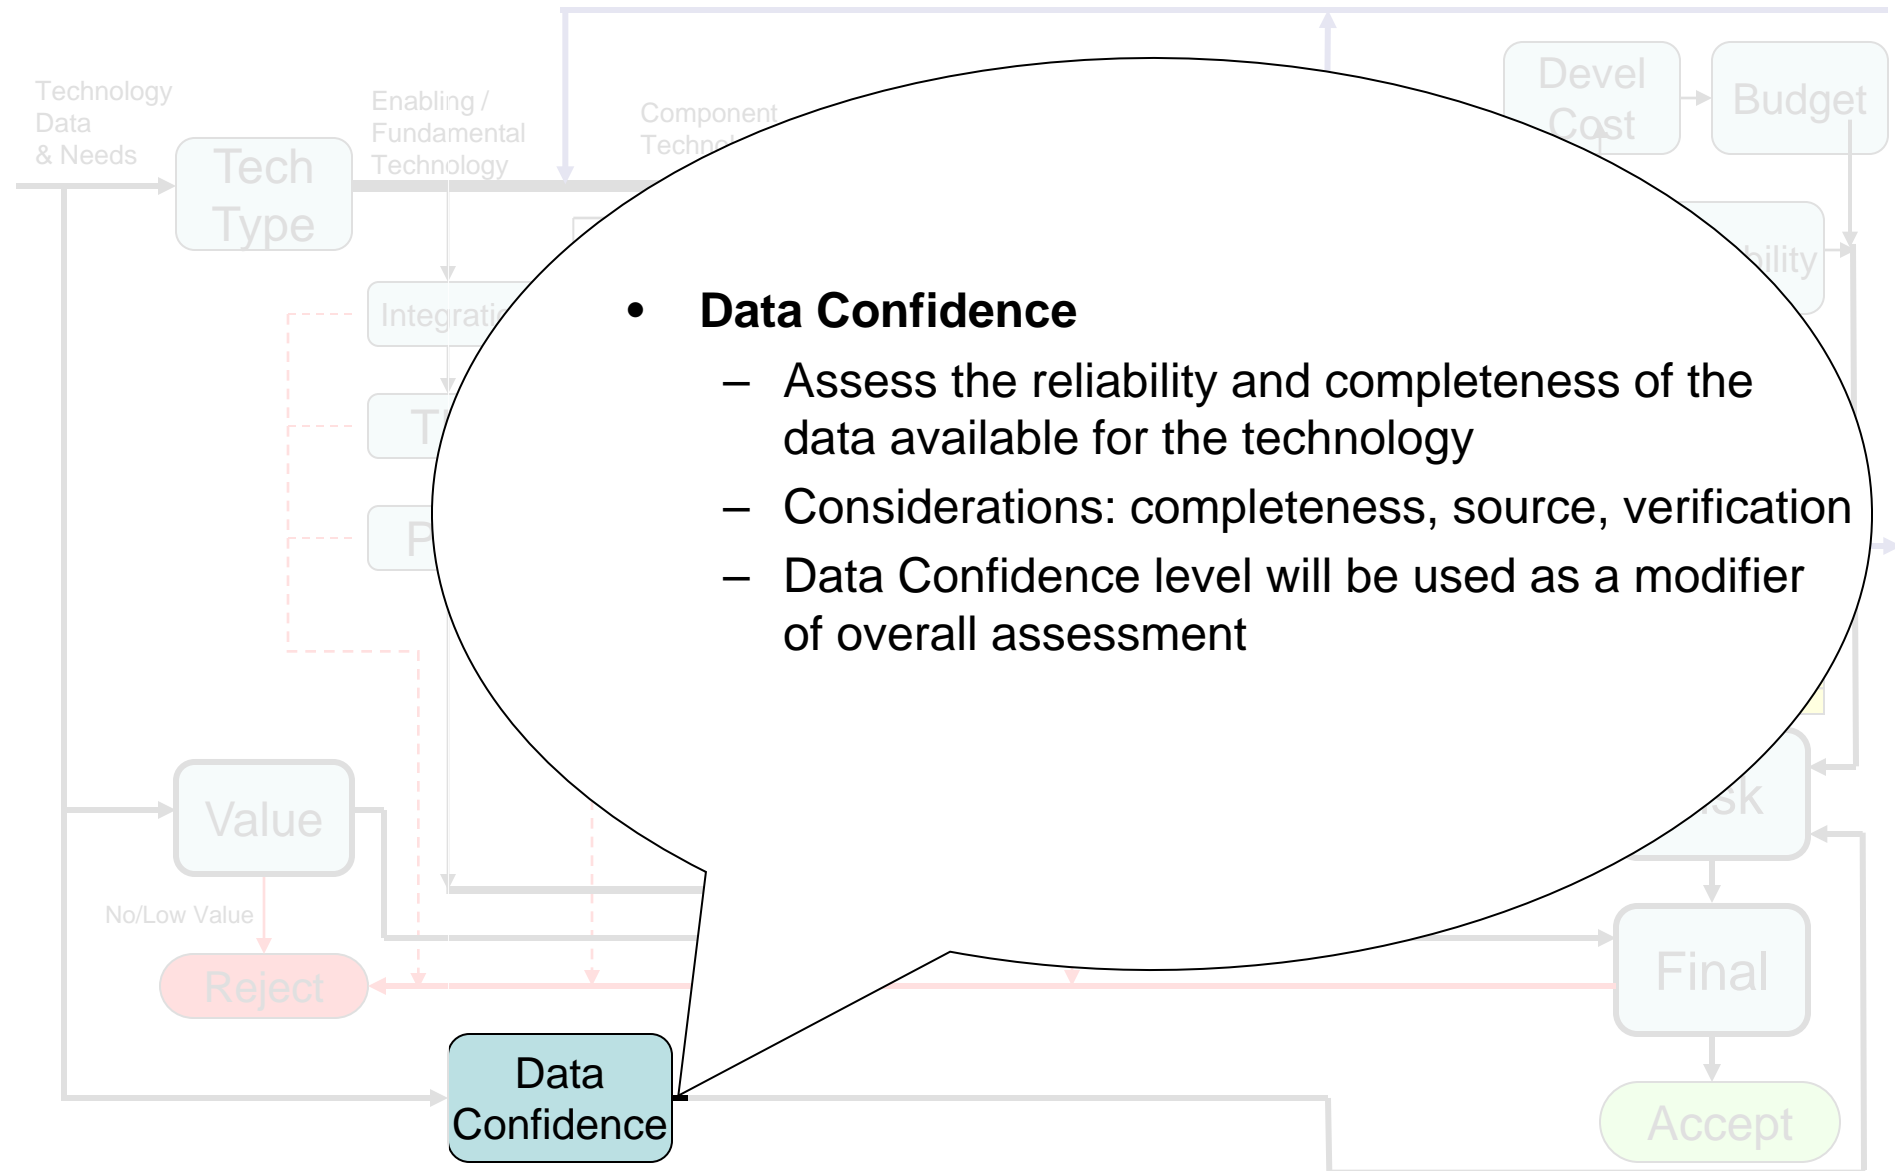 Technology
Data
& Needs
Enabling /
Fundamental
Technology
Component
Devel
Cost
Budget
Tech
Type
• Data Confidence
– Assess the reliability and completeness of the
data available for the technology
– Considerations: completeness, source, verification
– Data Confidence level will be used as a modifier
of overall assessment
Value
No/Low Value
Reject
Final
Data
Confidence
Accept